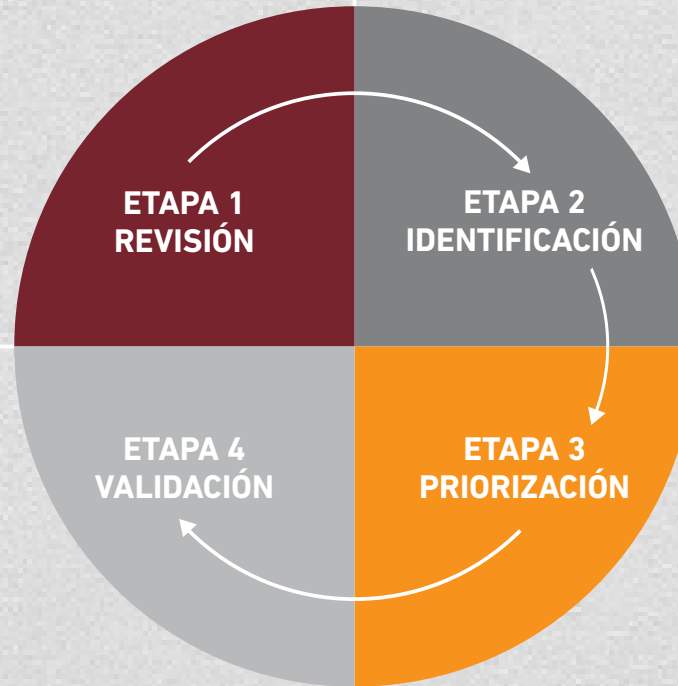 ETAPA 1
REVISIÓN
ETAPA 2
IDENTIFICACIÓN
ETAPA 3
PRIORIZACIÓN
ETAPA 4
VALIDACIÓN